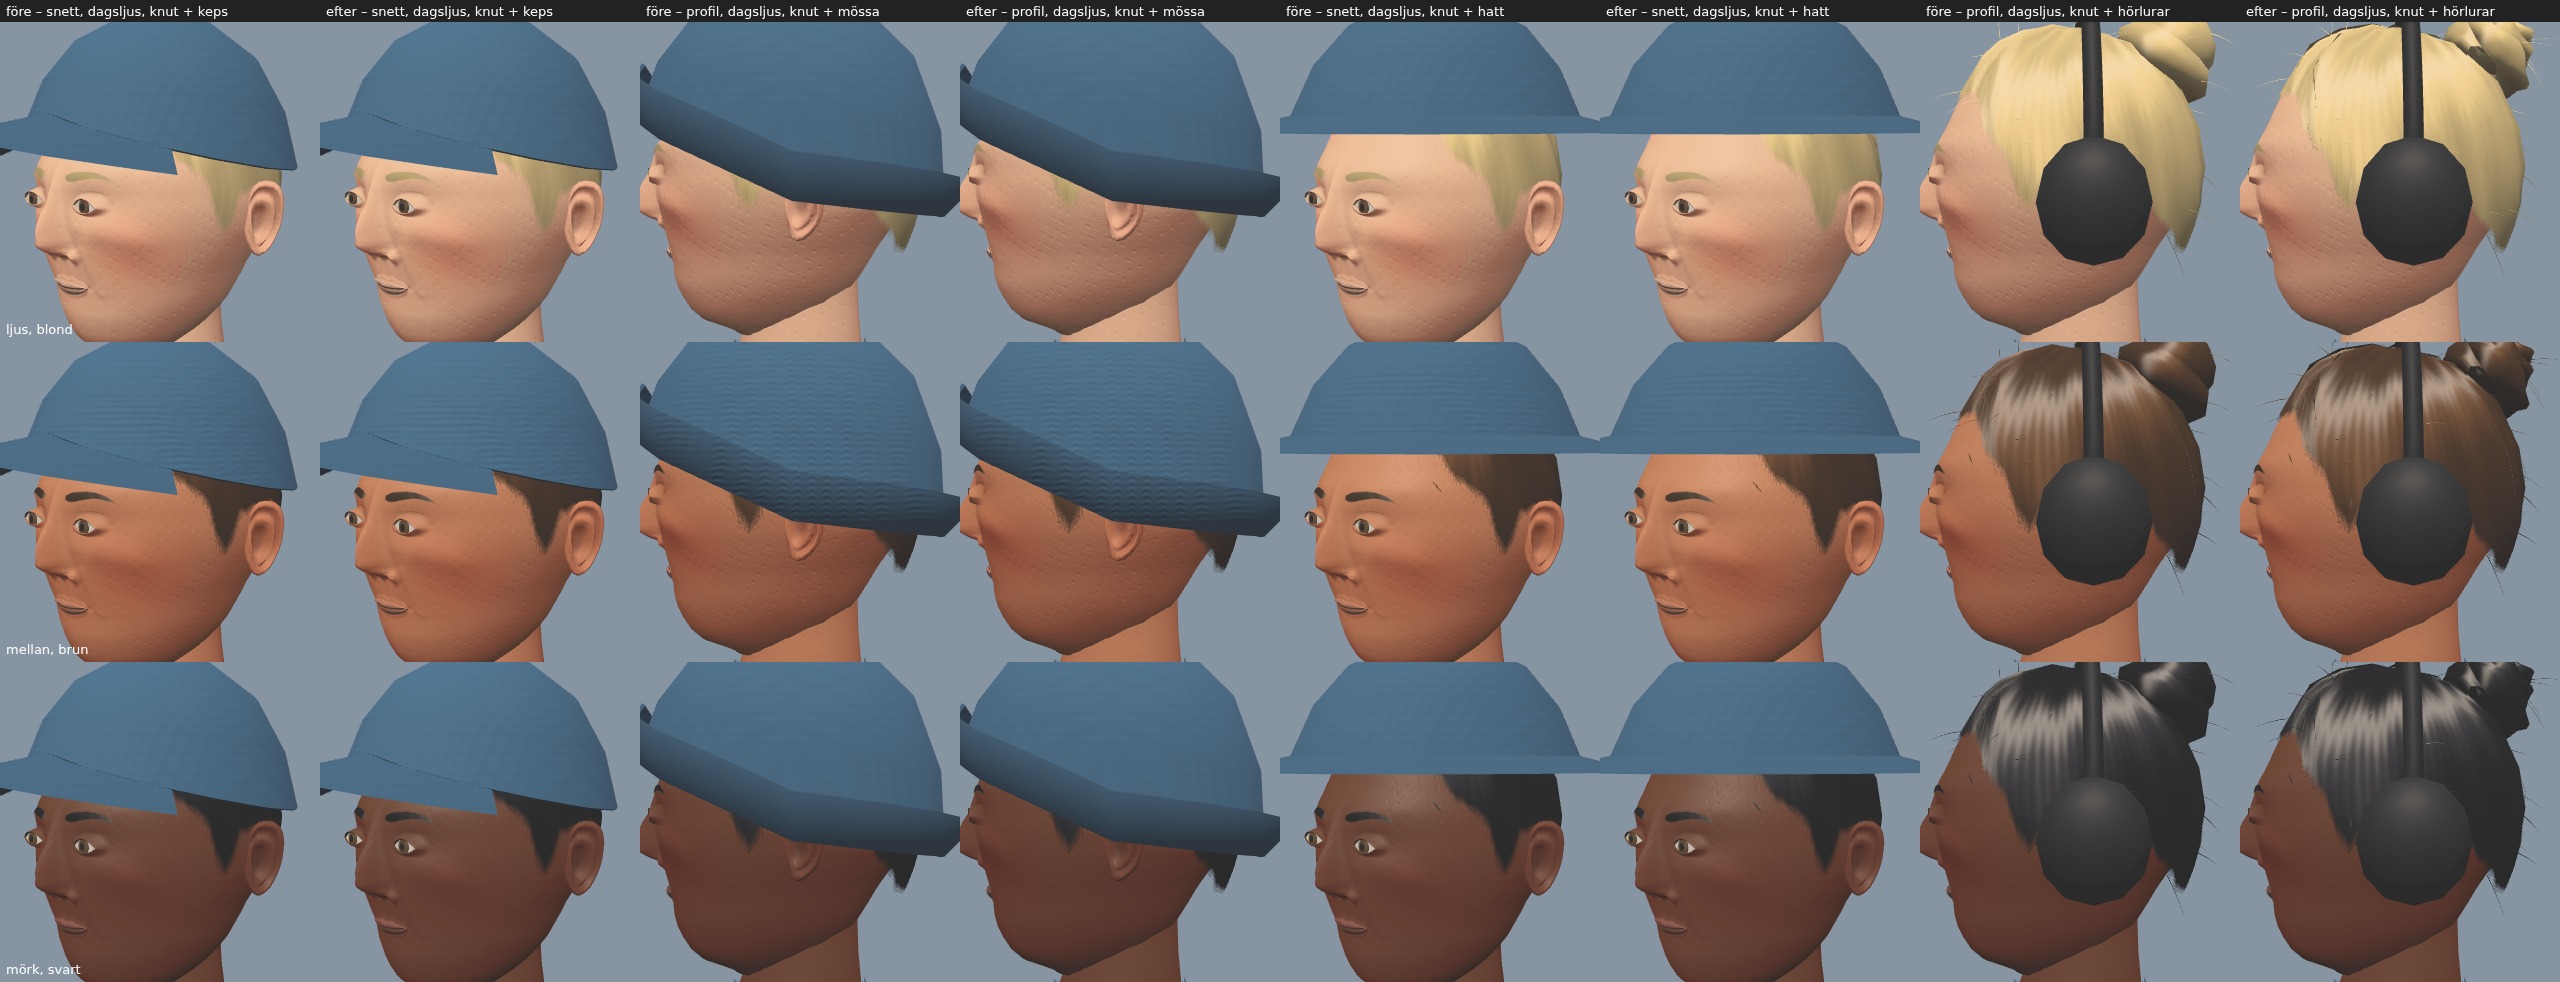 före – snett, dagsljus, knut + keps
efter – snett, dagsljus, knut + keps
före – profil, dagsljus, knut + mössa
efter – profil, dagsljus, knut + mössa
före – snett, dagsljus, knut + hatt
efter – snett, dagsljus, knut + hatt
före – profil, dagsljus, knut + hörlurar
efter – profil, dagsljus, knut + hörlurar
ljus, blond
mellan, brun
mörk, svart